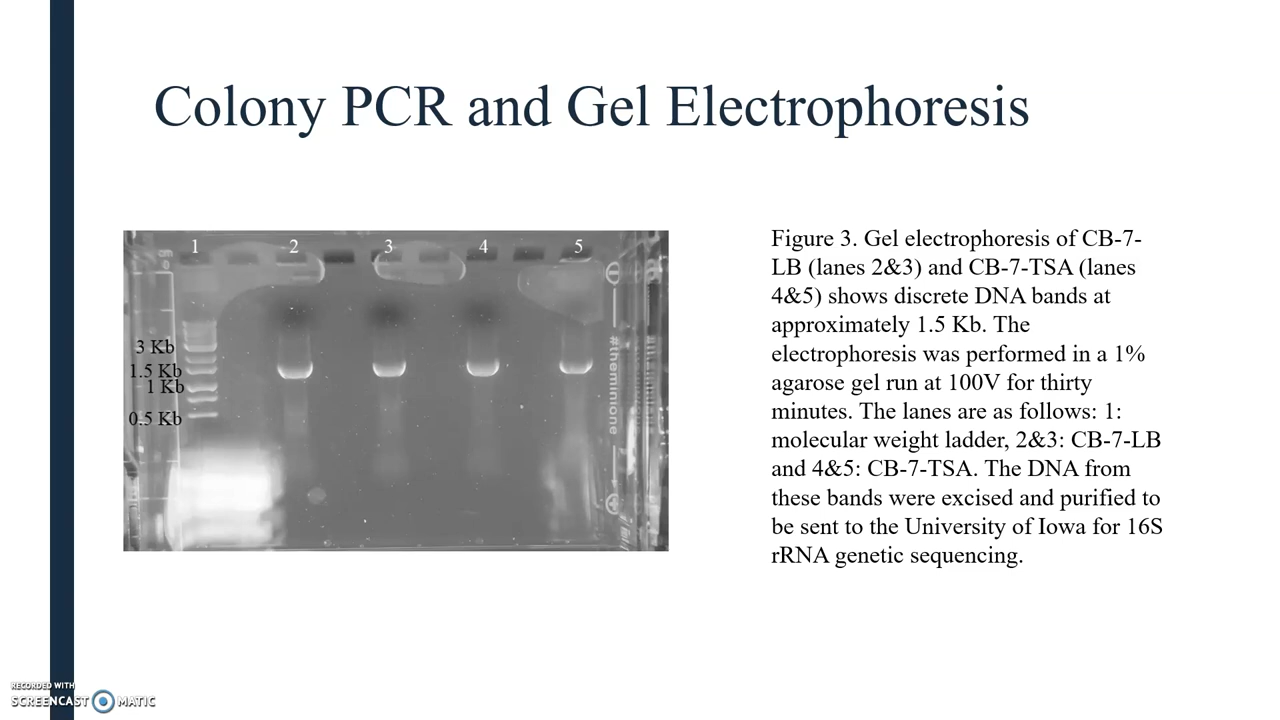 Colony PCR and Gel Electrophoresis
1 2 3 4 5
3 Kb
1.5 Kb
1 Kb
0.5 Kb
#theminione
Figure 3. Gel electrophoresis of CB-7-
LB (lanes 2&3) and CB-7-TSA (lanes
4&5) shows discrete DNA bands at
approximately 1.5 Kb. The
electrophoresis was performed in a 1%
agarose gel run at 100V for thirty
minutes. The lanes are as follows: 1:
molecular weight ladder, 2&3: CB-7-LB
and 4&5: CB-7-TSA. The DNA from
these bands were excised and purified to
be sent to the University of Iowa for 16S
rRNA genetic sequencing.
RECORDED WITH
SCREENCAST MATIC